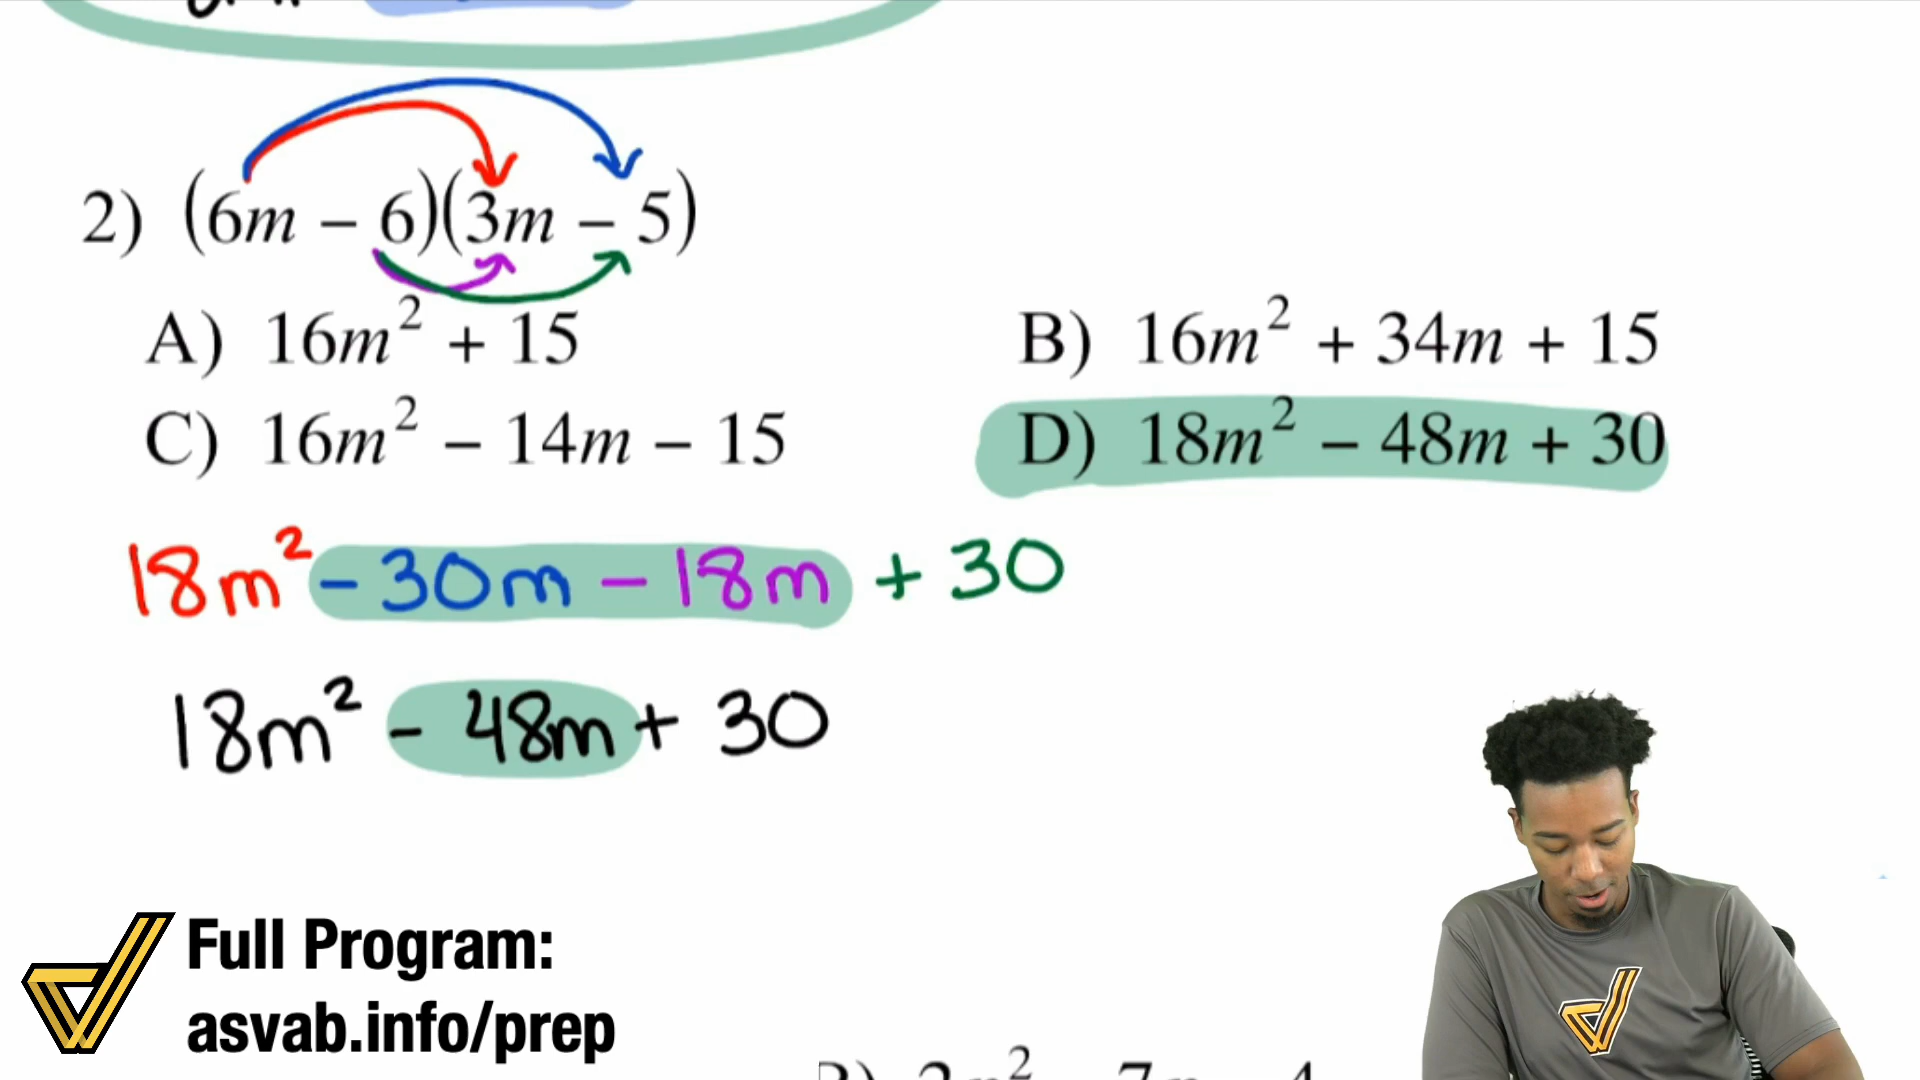 2) (6m – 6)(3m – 5)
A) 16m² + 15
B) 16m² + 34m + 15
C) 16m² – 14m – 15
D) 18m² – 48m + 30
18m² – 30m – 18m + 30
18m² - 48m + 30
Full Program:
asvab.info/prep